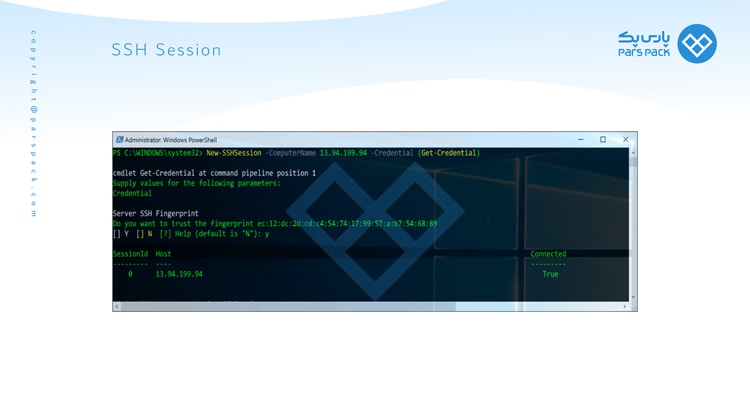 SSH Session
پارس پک
PARS PACK
copyright@parspack.com
Administrator: Windows PowerShell
PS C:\WINDOWS\system32> New-SSHSession -ComputerName 13.94.199.94 -Credential (Get-Credential)
cmdlet Get-Credential at command pipeline position 1
Supply values for the following parameters:
Credential
Server SSH Fingerprint
Do you want to trust the fingerprint ec:12:dc:2d:cd:c4:54:74:17:99:57:ab:b7:54:68:89
[] Y [] N [?] Help (default is "N"): y
SessionId Host Connected
--------- ---- ---------
0 13.94.199.94 True